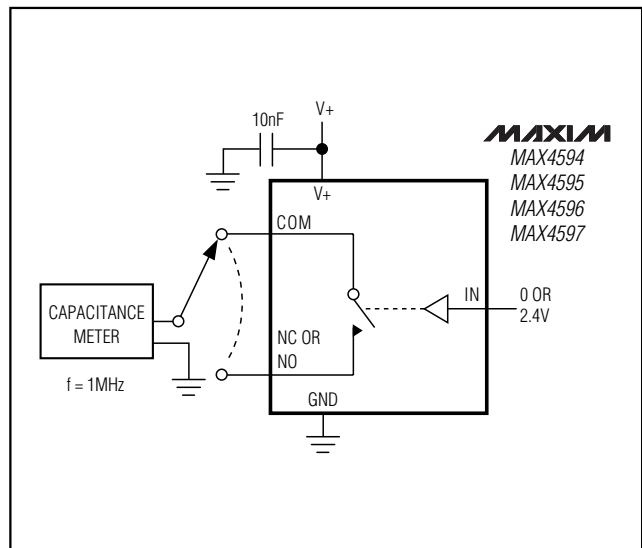 10nF
V+
V+
MAXIM
MAX4594
MAX4595
MAX4596
MAX4597
COM
IN
0 OR
2.4V
CAPACITANCE
METER
f = 1MHz
NC OR
NO
GND